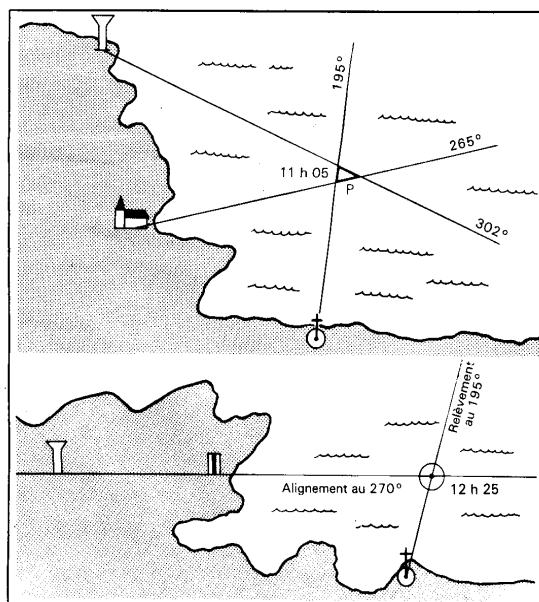 195°
265°
11 h 05
P
302°
Relèvement
au 195°
Alignement au 270°
12 h 25